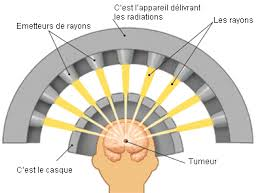 C'est l'appareil délivrant
les radiations
Emetteurs de rayons
Les rayons
C'est le casque
Tumeur